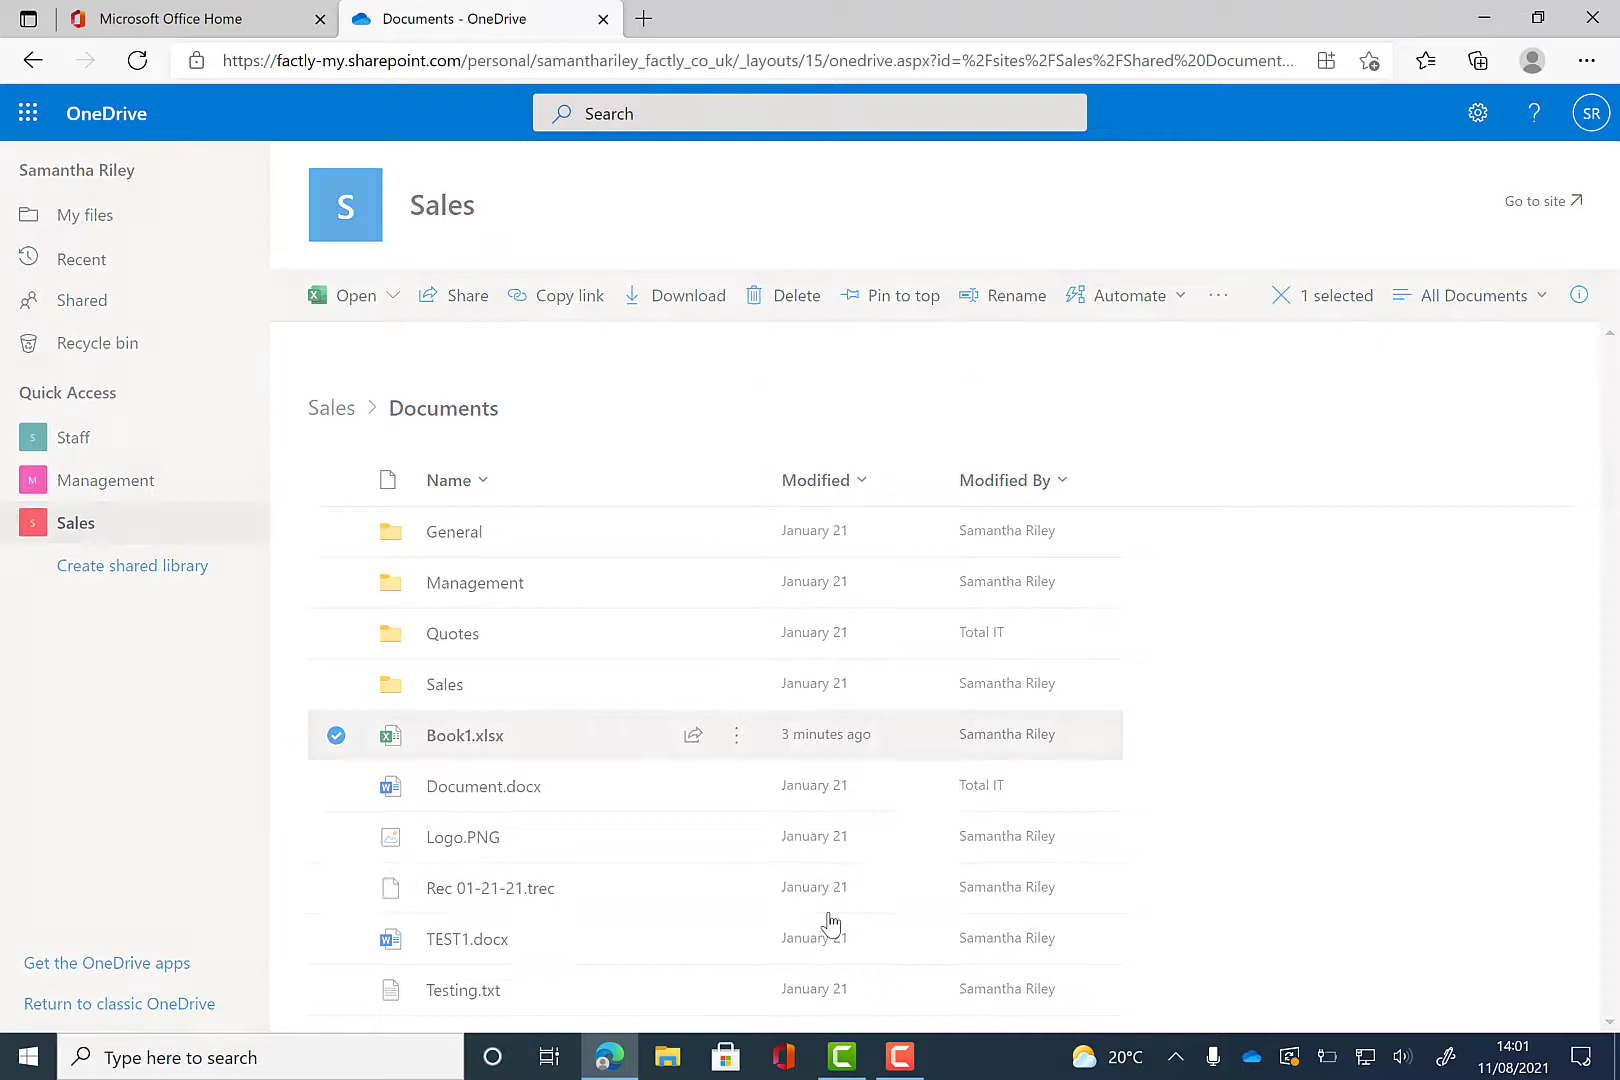 Microsoft Office Home
Documents - OneDrive
https://factly-my.sharepoint.com/personal/samanthariley_factly_co_uk/_layouts/15/onedrive.aspx?id=%2Fsites%2FSales%2FShared%20Document...
OneDrive
Search
?
SR
Samantha Riley
My files
Recent
Shared
Recycle bin
Quick Access
S Staff
M Management
S Sales
Create shared library
Get the OneDrive apps
Return to classic OneDrive
S
Sales
Go to site
Open
Share
Copy link
Download
Delete
Pin to top
Rename
Automate
...
1 selected
All Documents
Sales > Documents
Name Modified Modified By
General January 21 Samantha Riley
Management January 21 Samantha Riley
Quotes January 21 Total IT
Sales January 21 Samantha Riley
Book1.xlsx 3 minutes ago Samantha Riley
Document.docx January 21 Total IT
Logo.PNG January 21 Samantha Riley
Rec 01-21-21.trec January 21 Samantha Riley
TEST1.docx January 21 Samantha Riley
Testing.txt January 21 Samantha Riley
Type here to search
20°C
14:01
11/08/2021